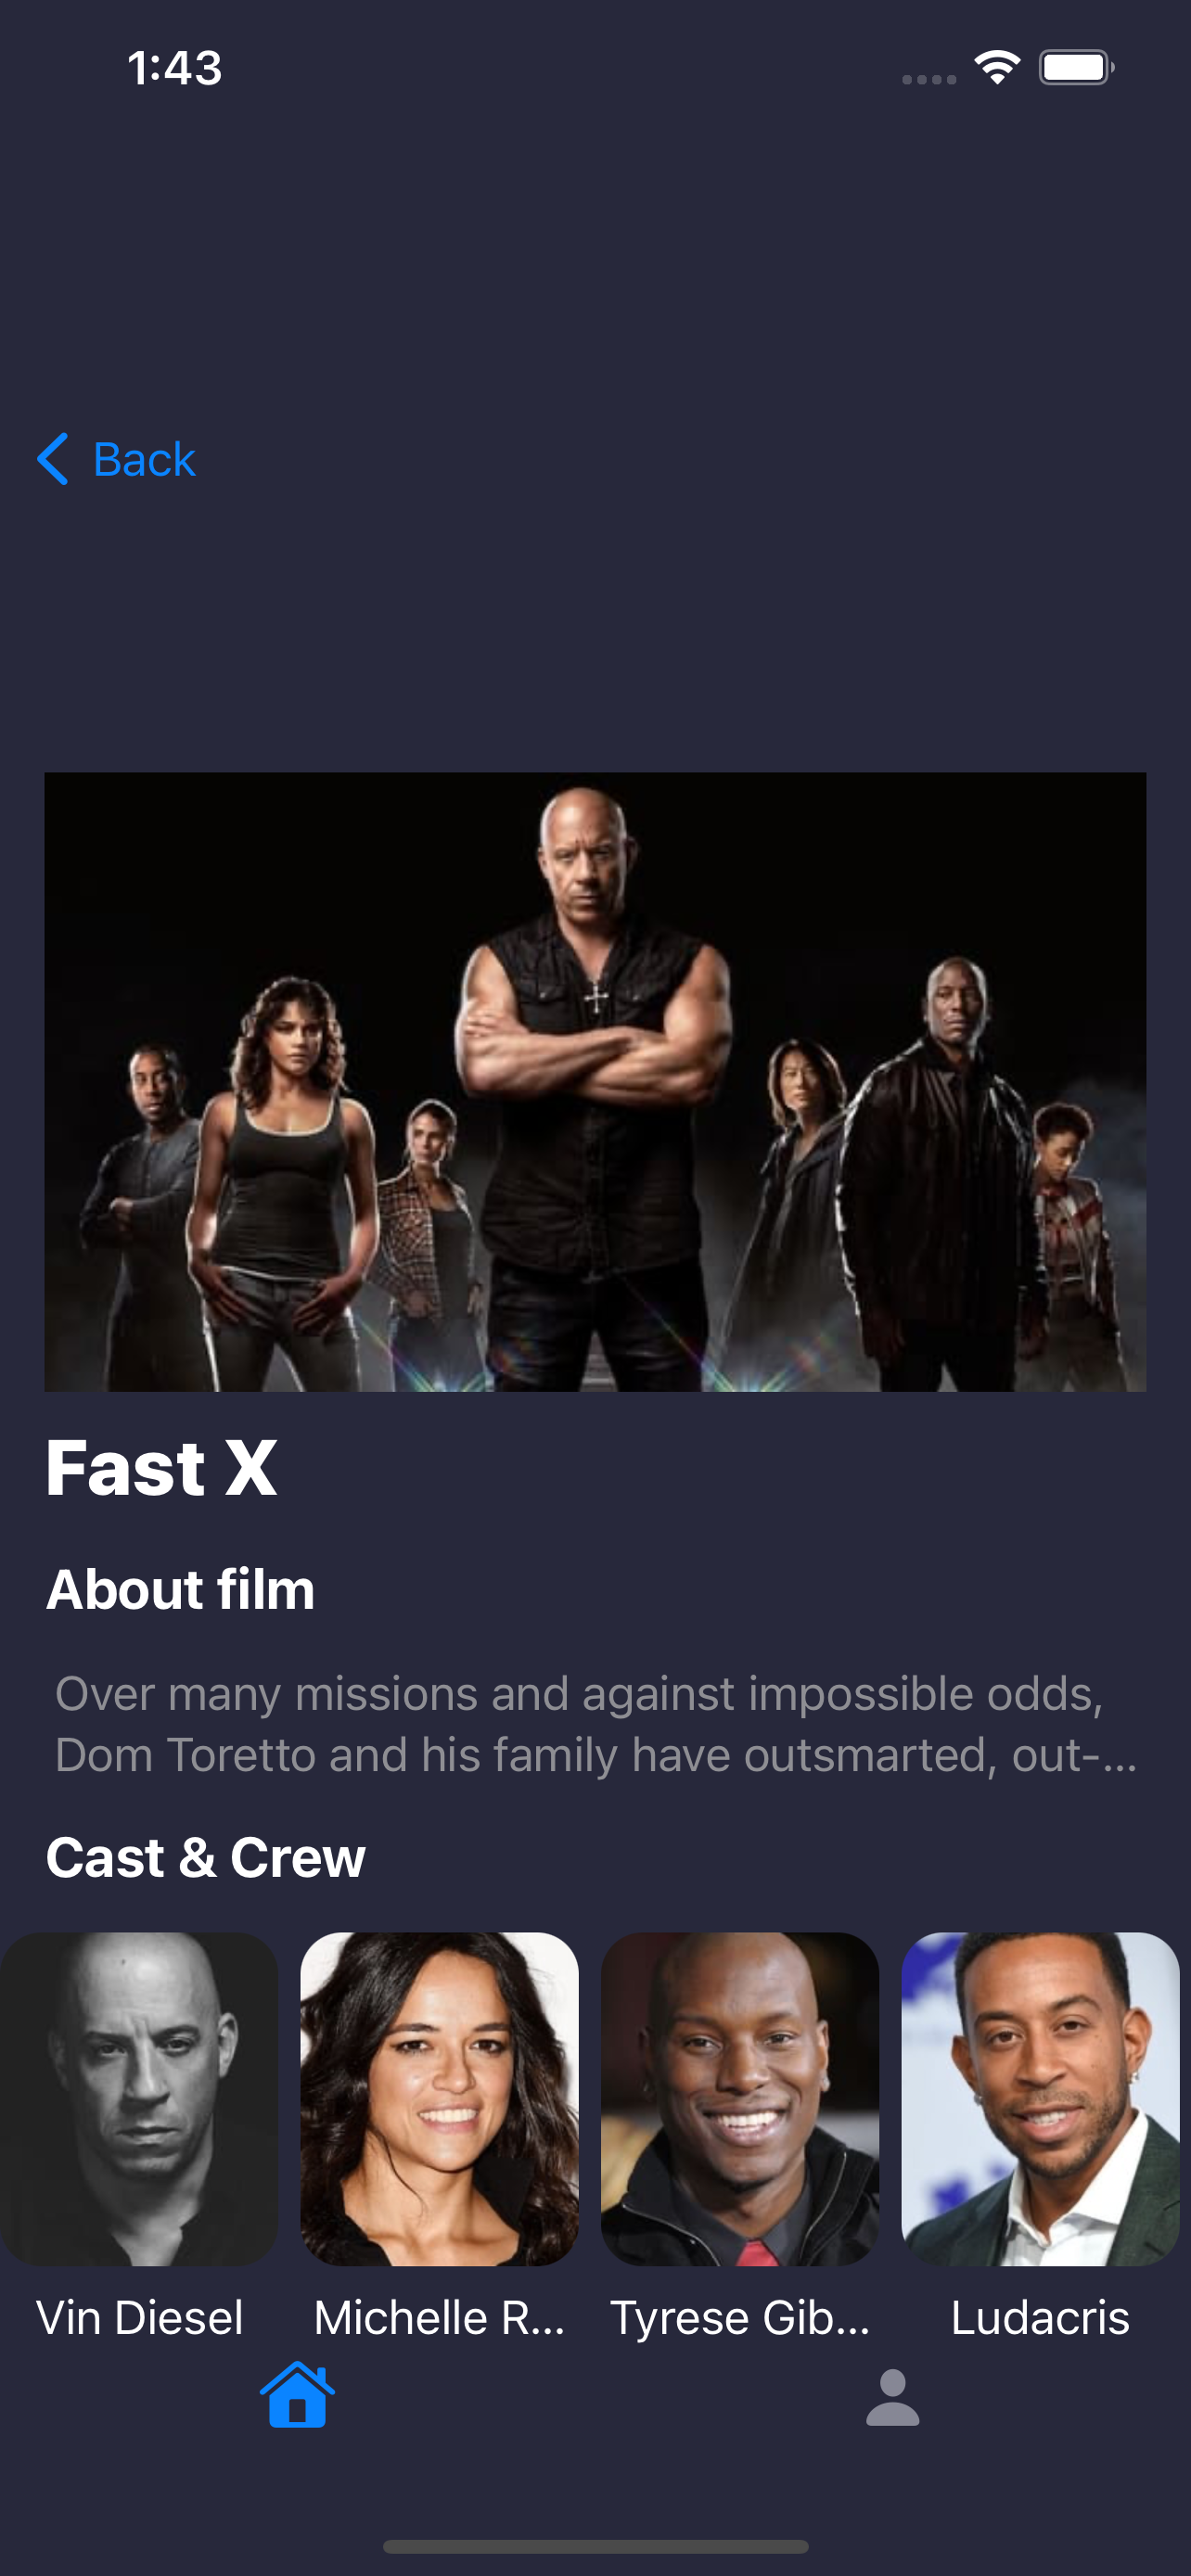 1:43
Back
Fast X
About film
Over many missions and against impossible odds,
Dom Toretto and his family have outsmarted, out-...
Cast & Crew
Vin Diesel
Michelle R...
Tyrese Gib...
Ludacris